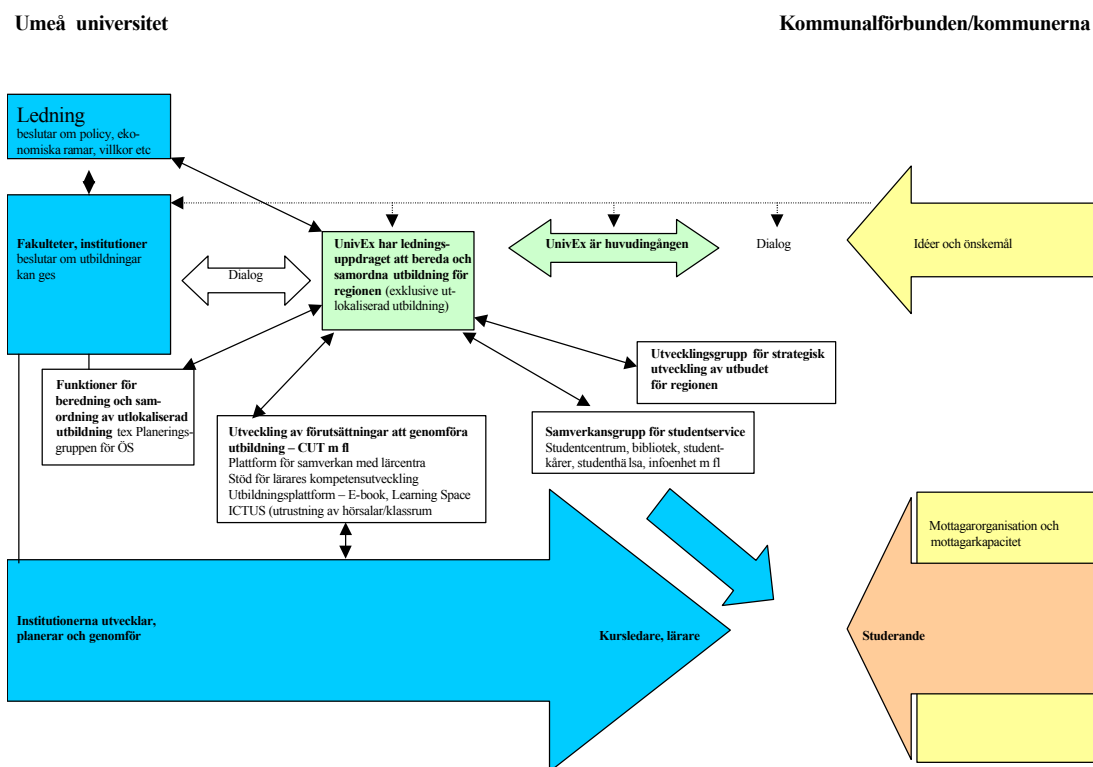 Umeå universitet
Kommunalförbunden/kommunerna
Ledning
beslutar om policy, eko-
nomiska ramar, villkor etc
Fakulteter, institutioner
beslutar om utbildningar
kan ges
Dialog
UnivEx har lednings-
uppdraget att bereda och
samordna utbildning för
regionen (exklusive ut-
lokaliserad utbildning)
UnivEx är huvudingången
Dialog
Idéer och önskemål
Funktioner för
beredning och sam-
ordning av utlokaliserad
utbildning tex Planerings-
gruppen för ÖS
Utveckling av förutsättningar att genomföra
utbildning – CUT m fl
Plattform för samverkan med lärcentra
Stöd för lärares kompetensutveckling
Utbildningsplattform – E-book, Learning Space
ICTUS (utrustning av hörsalar/klassrum
Utvecklingsgrupp för strategisk
utveckling av utbudet
för regionen
Samverkansgrupp för studentservice
Studentcentrum, bibliotek, student-
kårer, studenthälsa, infoenhet m fl
Mottagarorganisation och
mottagarkapacitet
Institutionerna utvecklar,
planerar och genomför
Kursledare, lärare
Studerande